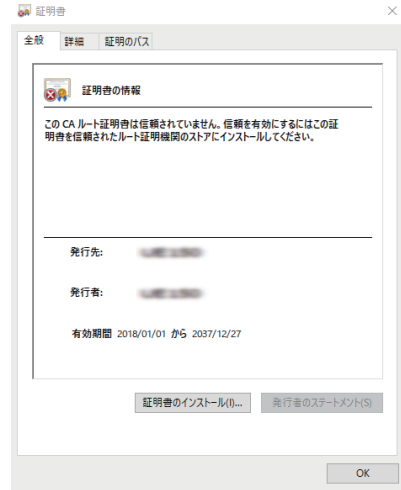 証明書
全般
詳細
証明のパス
証明書の情報
この CA ルート証明書は信頼されていません。信頼を有効にするにはこの証
明書を信頼されたルート証明機関のストアにインストールしてください。
発行先:
発行者:
有効期間 2018/01/01 から 2037/12/27
証明書のインストール(I)...
発行者のステートメント(S)
OK